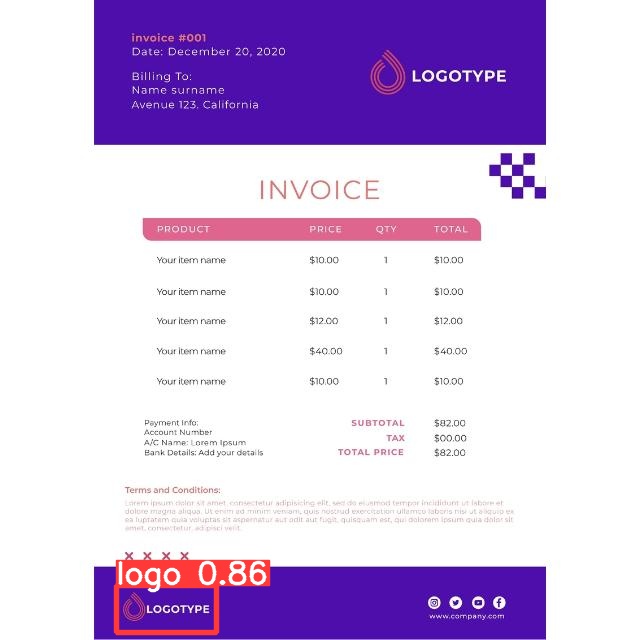 invoice #001
Date: December 20, 2020
Billing To:
Name surname
Avenue 123. California
LOGOTYPE
INVOICE
PRODUCT PRICE QTY TOTAL
Your item name $10.00 1 $10.00
Your item name $10.00 1 $10.00
Your item name $12.00 1 $12.00
Your item name $40.00 1 $40.00
Your item name $10.00 1 $10.00
Payment Info:
Account Number
A/C Name: Lorem Ipsum
Bank Details: Add your details
SUBTOTAL $82.00
TAX $00.00
TOTAL PRICE $82.00
Terms and Conditions:
Lorem ipsum dolor sit amet, consectetur adipisicing elit, sed do eiusmod tempor incididunt ut labore et
dolore magna aliqua. Ut enim ad minim veniam, quis nostrud exercitation ullamco laboris nisi ut aliquip ex
ea luptatem quia voluptas sit aspernatur aut odit aut fugit, quisquam est, qui dolorem ipsum quia dolor sit
amet, consectetur, adipisci velit.
logo 0.86
LOGOTYPE
www.company.com